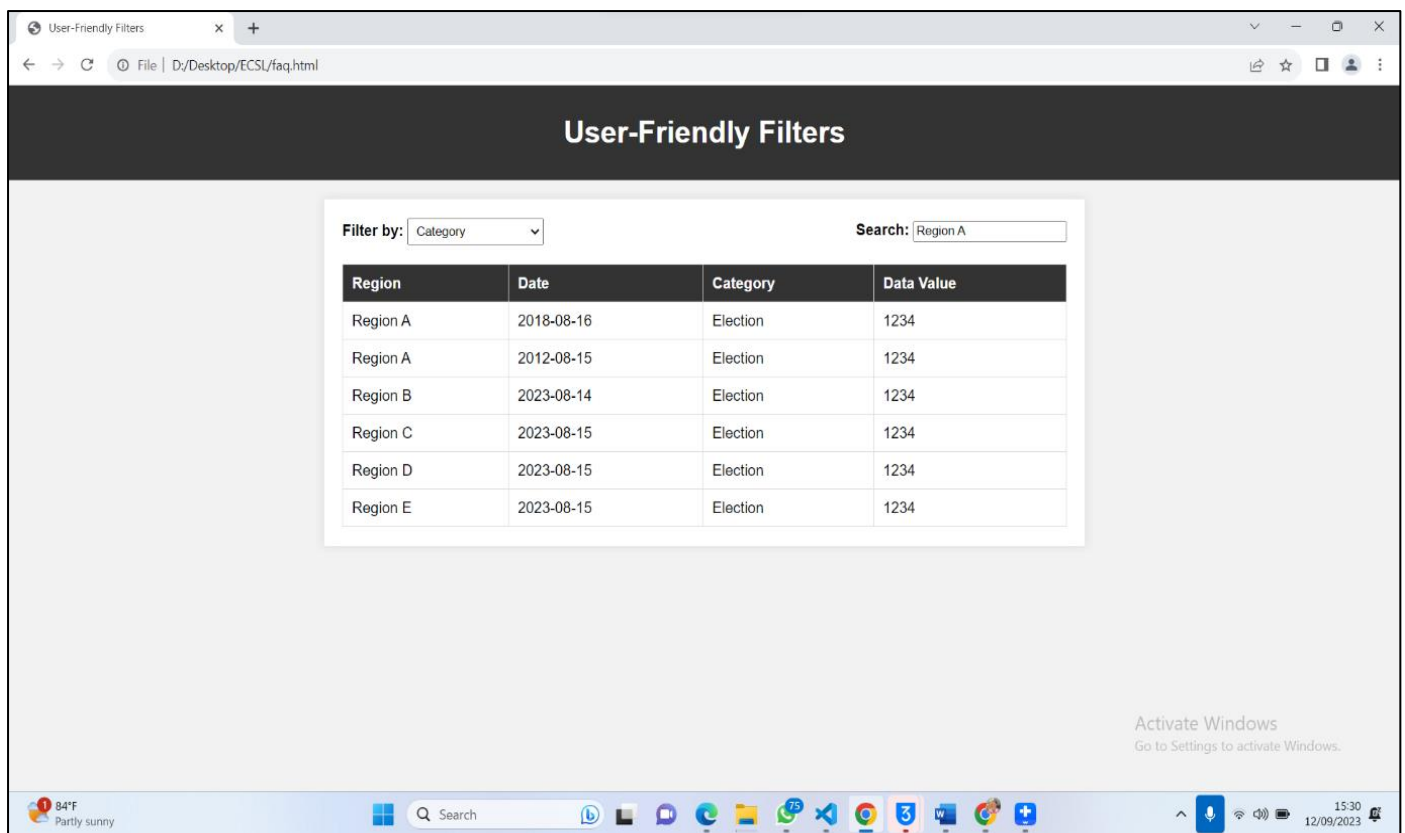 User-Friendly Filters
File | D:/Desktop/ECSL/faq.html
User-Friendly Filters
Filter by: Category Search: Region A
Region Date Category Data Value
Region A 2018-08-16 Election 1234
Region A 2012-08-15 Election 1234
Region B 2023-08-14 Election 1234
Region C 2023-08-15 Election 1234
Region D 2023-08-15 Election 1234
Region E 2023-08-15 Election 1234
Activate Windows
Go to Settings to activate Windows.
1 84°F
Partly sunny
Search
75
3
W
15:30
12/09/2023